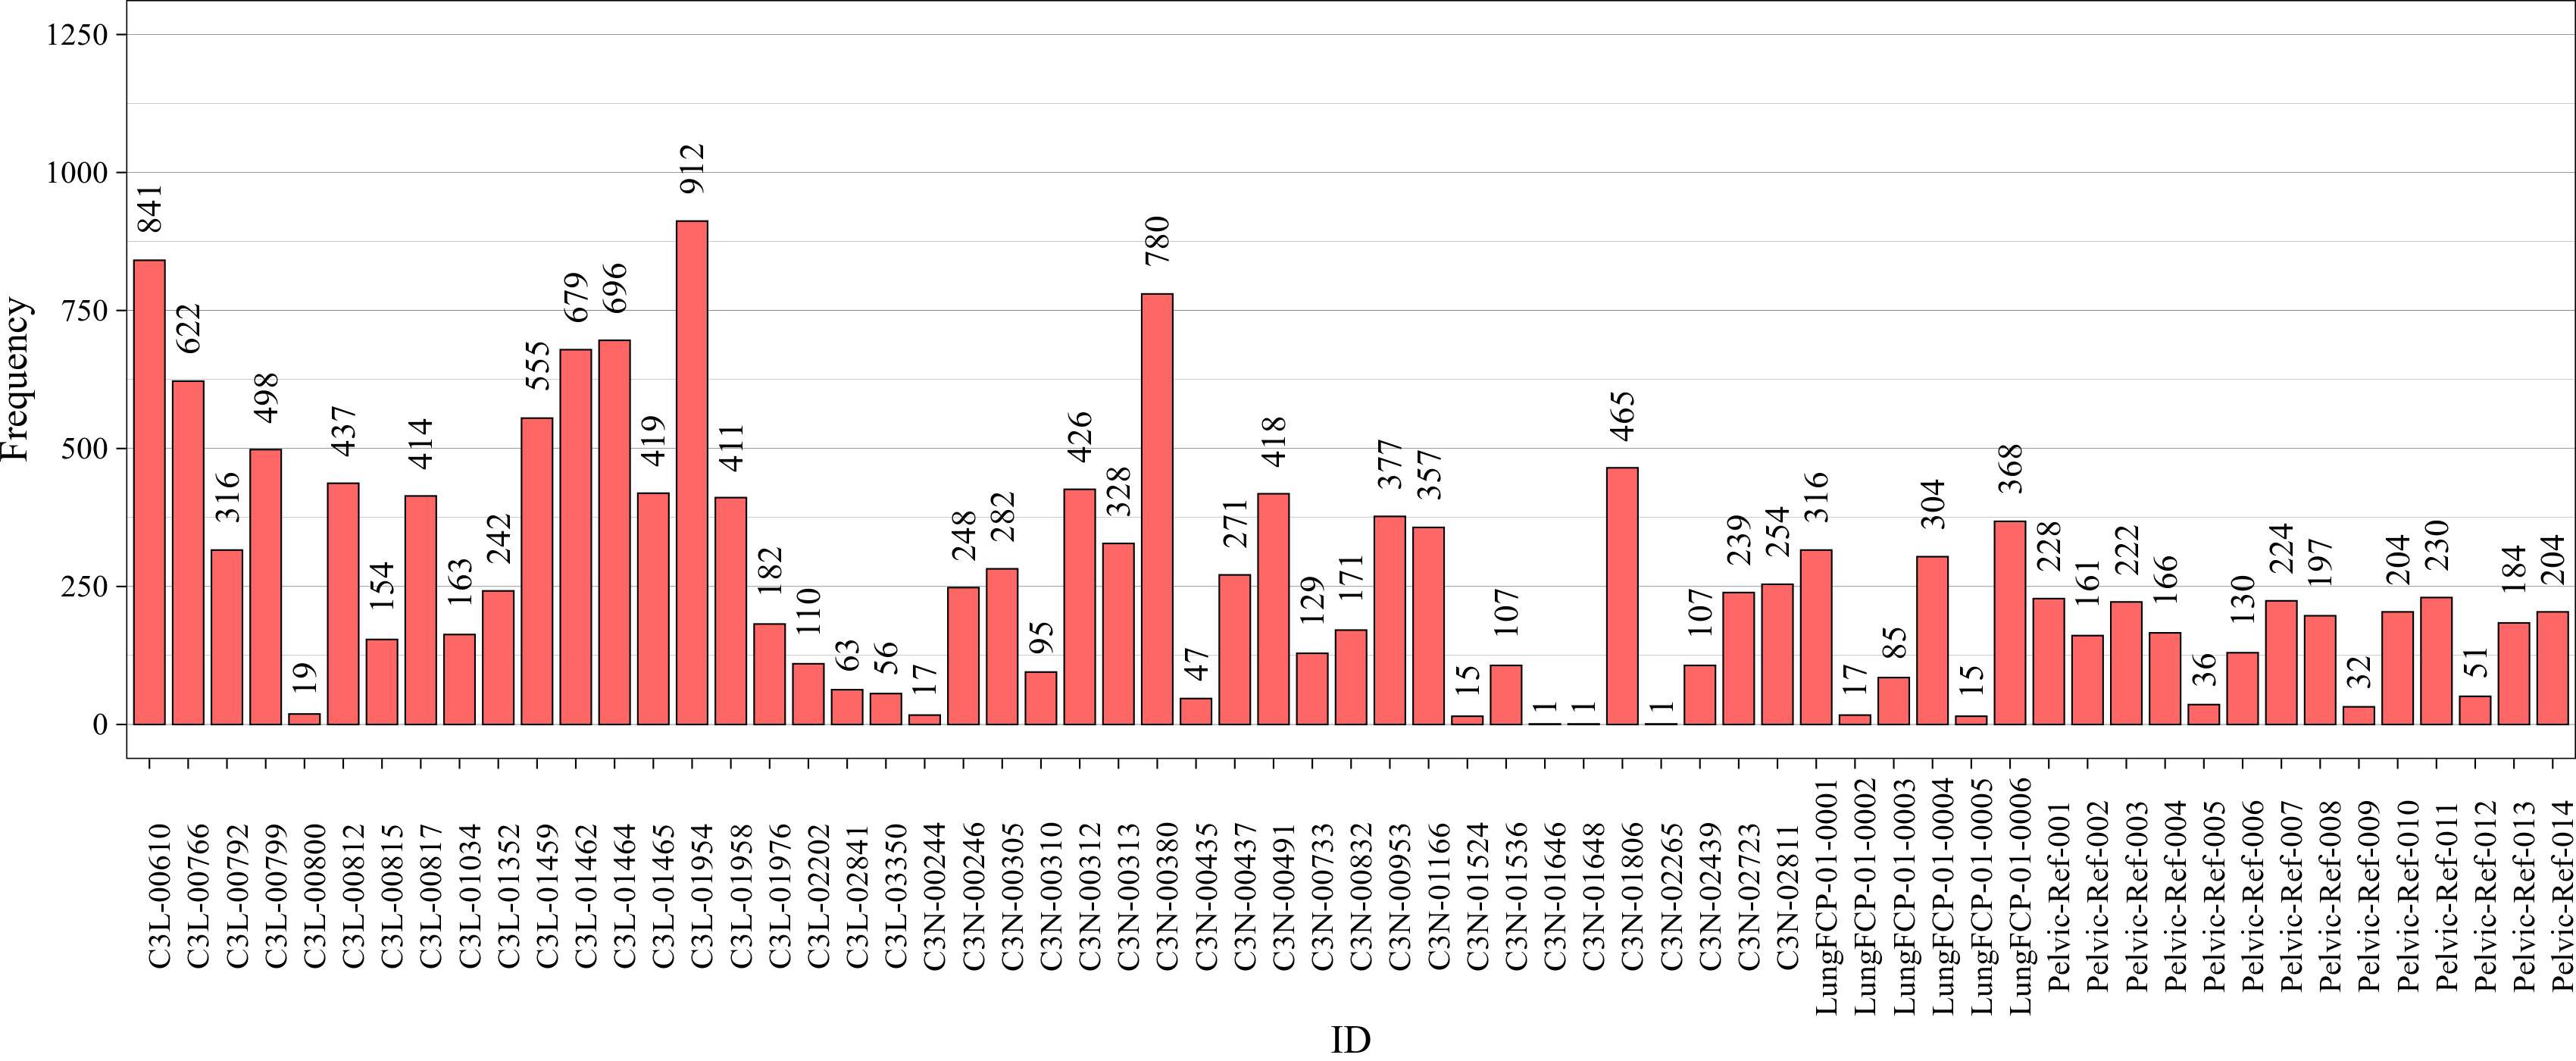 Frequency
1250
1000
750
500
250
0
841
622
316
498
19
437
154
414
163
242
555
679
696
419
912
411
182
110
63
56
17
248
282
95
426
328
780
47
271
418
129
171
377
357
15
107
1
1
465
1
107
239
254
316
17
85
304
15
368
228
161
222
166
36
130
224
197
32
204
230
51
184
204
C3L-00610
C3L-00766
C3L-00792
C3L-00799
C3L-00800
C3L-00812
C3L-00815
C3L-00817
C3L-01034
C3L-01352
C3L-01459
C3L-01462
C3L-01464
C3L-01465
C3L-01954
C3L-01958
C3L-01976
C3L-02202
C3L-02841
C3L-03350
C3N-00244
C3N-00246
C3N-00305
C3N-00310
C3N-00312
C3N-00313
C3N-00380
C3N-00435
C3N-00437
C3N-00491
C3N-00733
C3N-00832
C3N-00953
C3N-01166
C3N-01524
C3N-01536
C3N-01646
C3N-01648
C3N-01806
C3N-02265
C3N-02439
C3N-02723
C3N-02811
LungFCP-01-0001
LungFCP-01-0002
LungFCP-01-0003
LungFCP-01-0004
LungFCP-01-0005
LungFCP-01-0006
Pelvic-Ref-001
Pelvic-Ref-002
Pelvic-Ref-003
Pelvic-Ref-004
Pelvic-Ref-005
Pelvic-Ref-006
Pelvic-Ref-007
Pelvic-Ref-008
Pelvic-Ref-009
Pelvic-Ref-010
Pelvic-Ref-011
Pelvic-Ref-012
Pelvic-Ref-013
Pelvic-Ref-014
ID